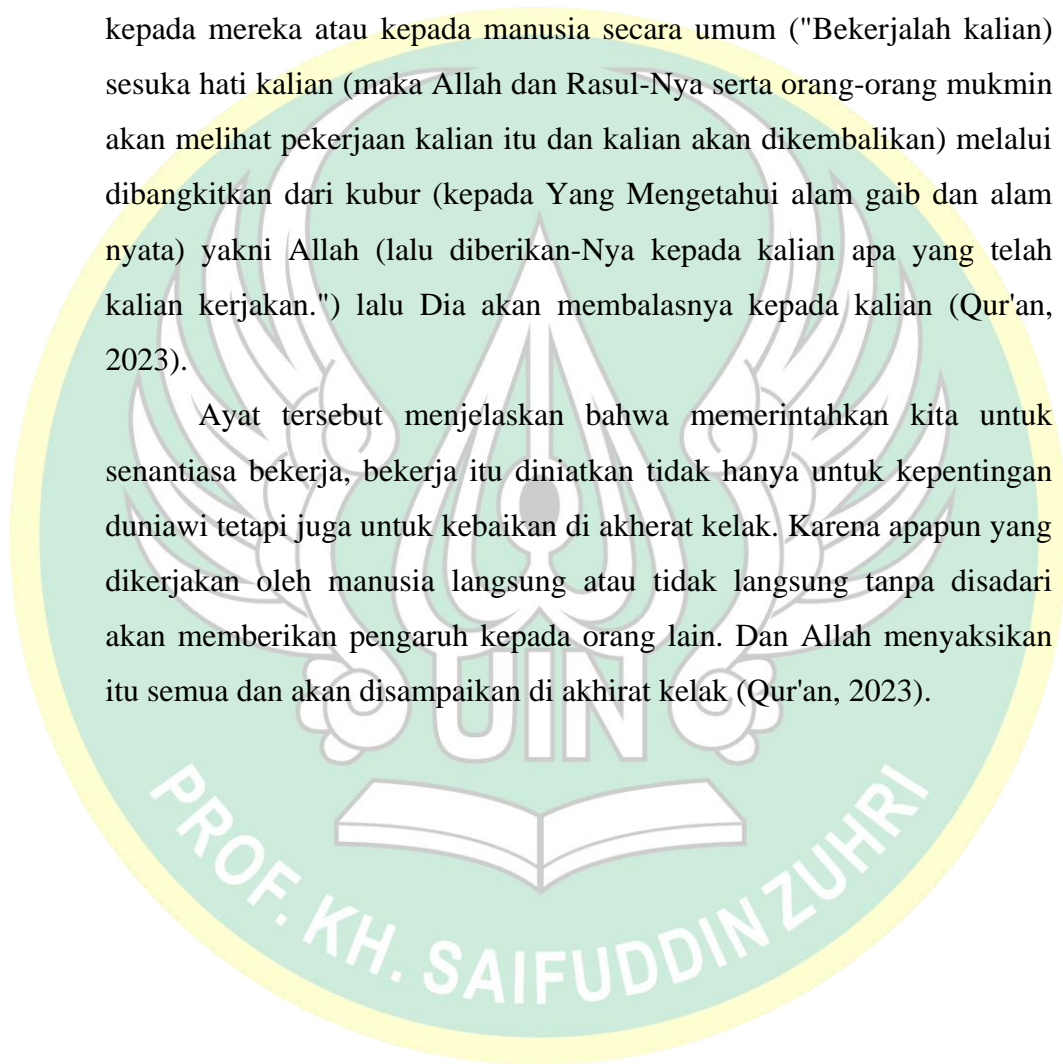 kepada mereka atau kepada manusia secara umum ("Bekerjalah kalian)
sesuka hati kalian (maka Allah dan Rasul-Nya serta orang-orang mukmin
akan melihat pekerjaan kalian itu dan kalian akan dikembalikan) melalui
dibangkitkan dari kubur (kepada Yang Mengetahui alam gaib dan alam
nyata) yakni Allah (lalu diberikan-Nya kepada kalian apa yang telah
kalian kerjakan.") lalu Dia akan membalasnya kepada kalian (Qur'an,
2023).
Ayat tersebut menjelaskan bahwa memerintahkan kita untuk
senantiasa bekerja, bekerja itu diniatkan tidak hanya untuk kepentingan
duniawi tetapi juga untuk kebaikan di akherat kelak. Karena apapun yang
dikerjakan oleh manusia langsung atau tidak langsung tanpa disadari
akan memberikan pengaruh kepada orang lain. Dan Allah menyaksikan
itu semua dan akan disampaikan di akhirat kelak (Qur'an, 2023).
UIN
PROF. KH. SAIFUDDIN ZUHRI